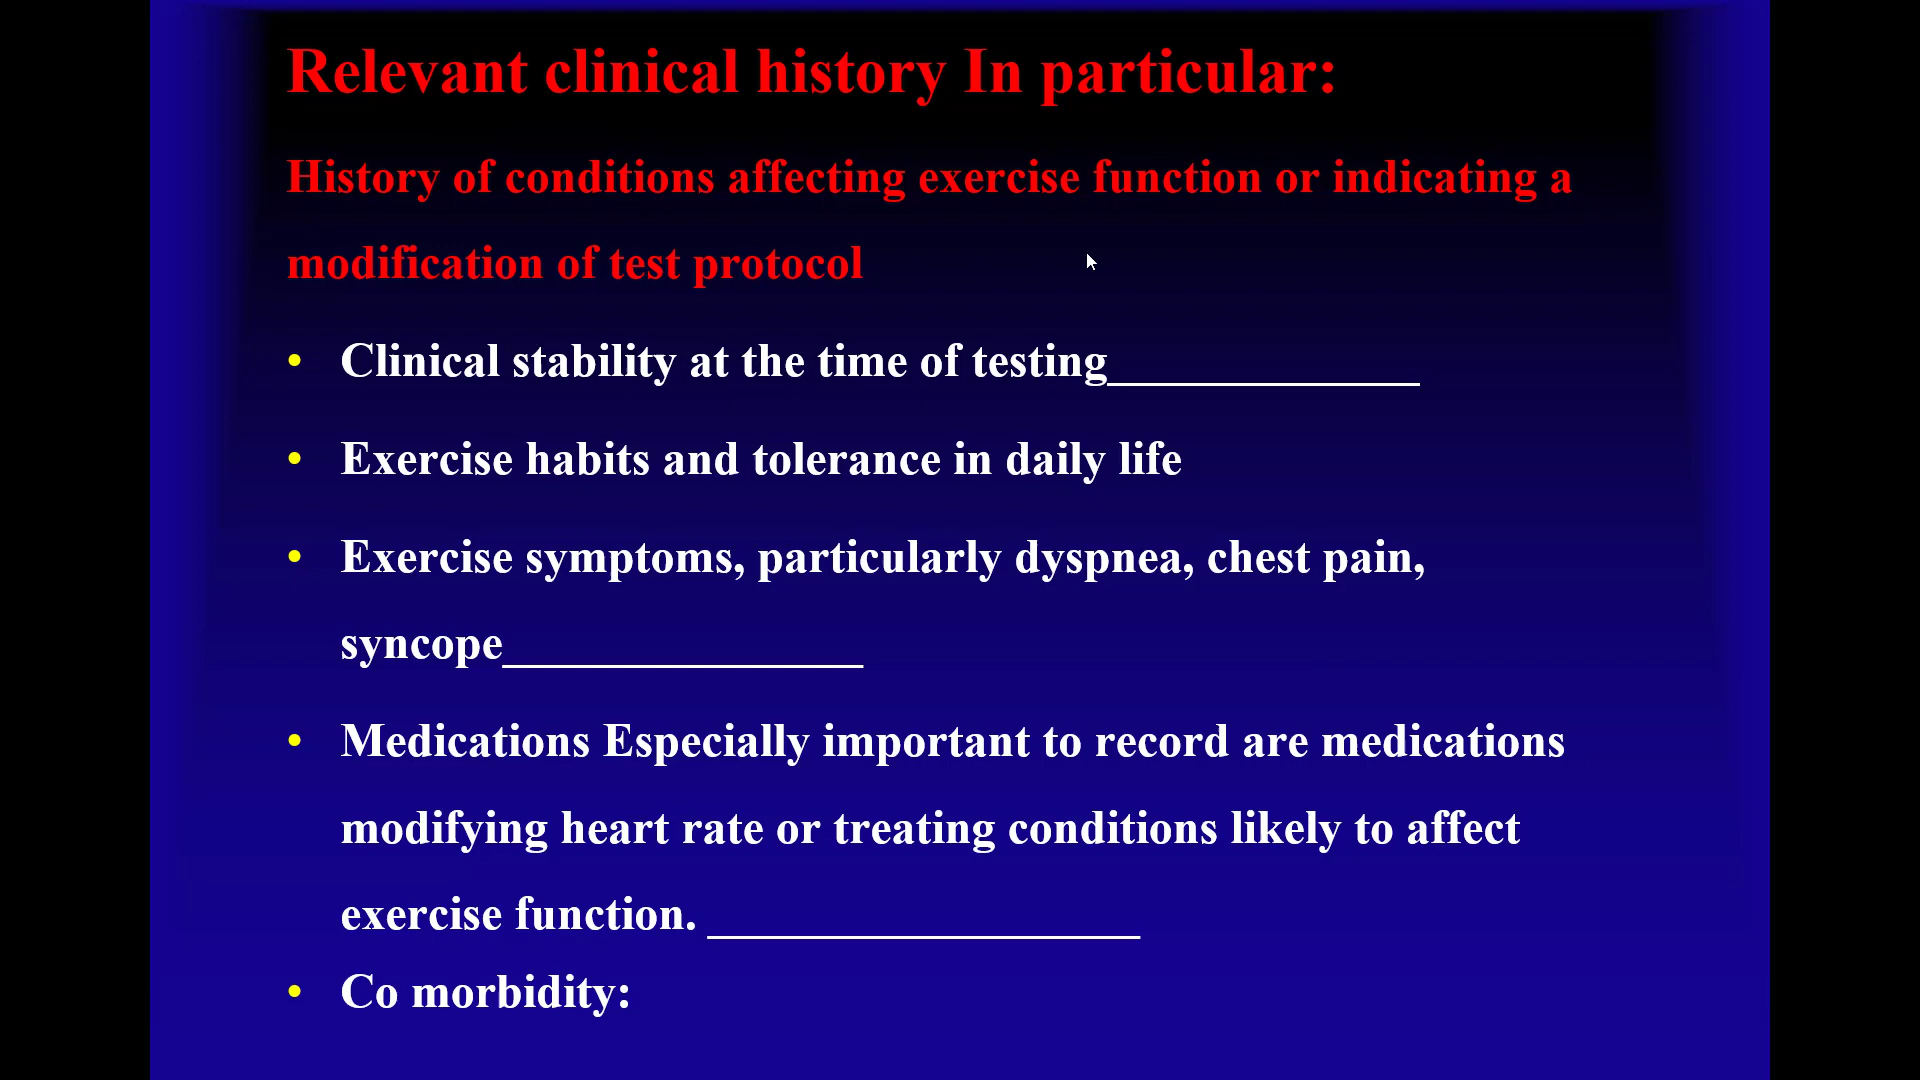 Relevant clinical history In particular:
History of conditions affecting exercise function or indicating a
modification of test protocol
• Clinical stability at the time of testing_____________
• Exercise habits and tolerance in daily life
• Exercise symptoms, particularly dyspnea, chest pain,
syncope_______________
• Medications Especially important to record are medications
modifying heart rate or treating conditions likely to affect
exercise function. __________________
• Co morbidity: